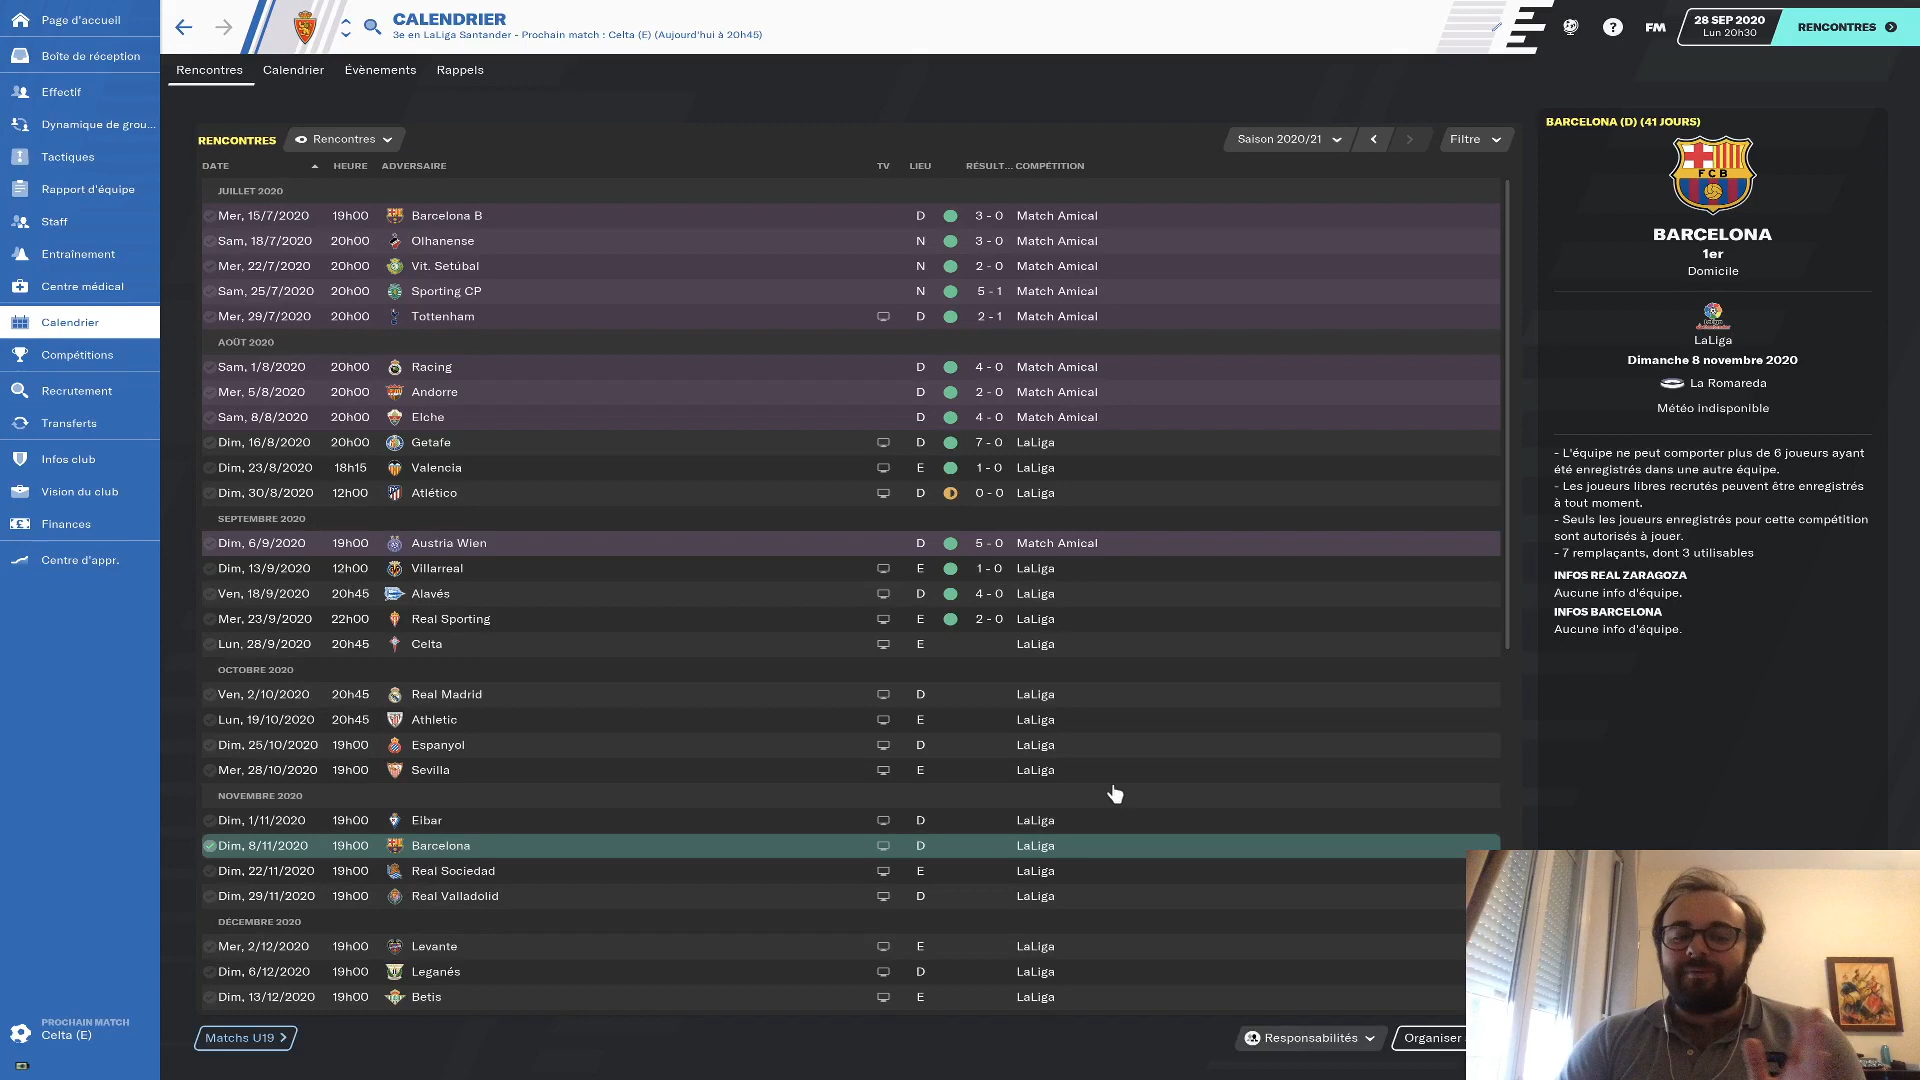 Page d'accueil
Boîte de réception
Effectif
Dynamique de grou...
Tactiques
Rapport d'équipe
Staff
Entraînement
Centre médical
Calendrier
Compétitions
Recrutement
Transferts
Infos club
Vision du club
Finances
Centre d'appr.
PROCHAIN MATCH
Celta (E)
CALENDRIER
3e en LaLiga Santander - Prochain match : Celta (E) (Aujourd'hui à 20h45)
FM
28 SEP 2020
Lun 20h30
RENCONTRES
Rencontres Calendrier Évènements Rappels
RENCONTRES Rencontres Saison 2020/21 Filtre
DATE HEURE ADVERSAIRE TV LIEU RÉSULT... COMPÉTITION
JUILLET 2020
Mer, 15/7/2020 19h00 Barcelona B D 3 - 0 Match Amical
Sam, 18/7/2020 20h00 Olhanense N 3 - 0 Match Amical
Mer, 22/7/2020 20h00 Vit. Setúbal N 2 - 0 Match Amical
Sam, 25/7/2020 20h00 Sporting CP N 5 - 1 Match Amical
Mer, 29/7/2020 20h00 Tottenham D 2 - 1 Match Amical
AOÛT 2020
Sam, 1/8/2020 20h00 Racing D 4 - 0 Match Amical
Mer, 5/8/2020 20h00 Andorre D 2 - 0 Match Amical
Sam, 8/8/2020 20h00 Elche D 4 - 0 Match Amical
Dim, 16/8/2020 20h00 Getafe D 7 - 0 LaLiga
Dim, 23/8/2020 18h15 Valencia E 1 - 0 LaLiga
Dim, 30/8/2020 12h00 Atlético D 0 - 0 LaLiga
SEPTEMBRE 2020
Dim, 6/9/2020 19h00 Austria Wien D 5 - 0 Match Amical
Dim, 13/9/2020 12h00 Villarreal E 1 - 0 LaLiga
Ven, 18/9/2020 20h45 Alavés D 4 - 0 LaLiga
Mer, 23/9/2020 22h00 Real Sporting E 2 - 0 LaLiga
Lun, 28/9/2020 20h45 Celta E LaLiga
OCTOBRE 2020
Ven, 2/10/2020 20h45 Real Madrid D LaLiga
Lun, 19/10/2020 20h45 Athletic E LaLiga
Dim, 25/10/2020 19h00 Espanyol D LaLiga
Mer, 28/10/2020 19h00 Sevilla E LaLiga
NOVEMBRE 2020
Dim, 1/11/2020 19h00 Eibar D LaLiga
Dim, 8/11/2020 19h00 Barcelona D LaLiga
Dim, 22/11/2020 19h00 Real Sociedad E LaLiga
Dim, 29/11/2020 19h00 Real Valladolid D LaLiga
DÉCEMBRE 2020
Mer, 2/12/2020 19h00 Levante E LaLiga
Dim, 6/12/2020 19h00 Leganés D LaLiga
Dim, 13/12/2020 19h00 Betis E LaLiga
Matchs U19 Responsabilités Organiser
BARCELONA (D) (41 JOURS)
FCB
BARCELONA
1er
Domicile
LaLiga
Dimanche 8 novembre 2020
La Romareda
Météo indisponible
- L'équipe ne peut comporter plus de 6 joueurs ayant
été enregistrés dans une autre équipe.
- Les joueurs libres recrutés peuvent être enregistrés
à tout moment.
- Seuls les joueurs enregistrés pour cette compétition
sont autorisés à jouer.
- 7 remplaçants, dont 3 utilisables
INFOS REAL ZARAGOZA
Aucune info d'équipe.
INFOS BARCELONA
Aucune info d'équipe.